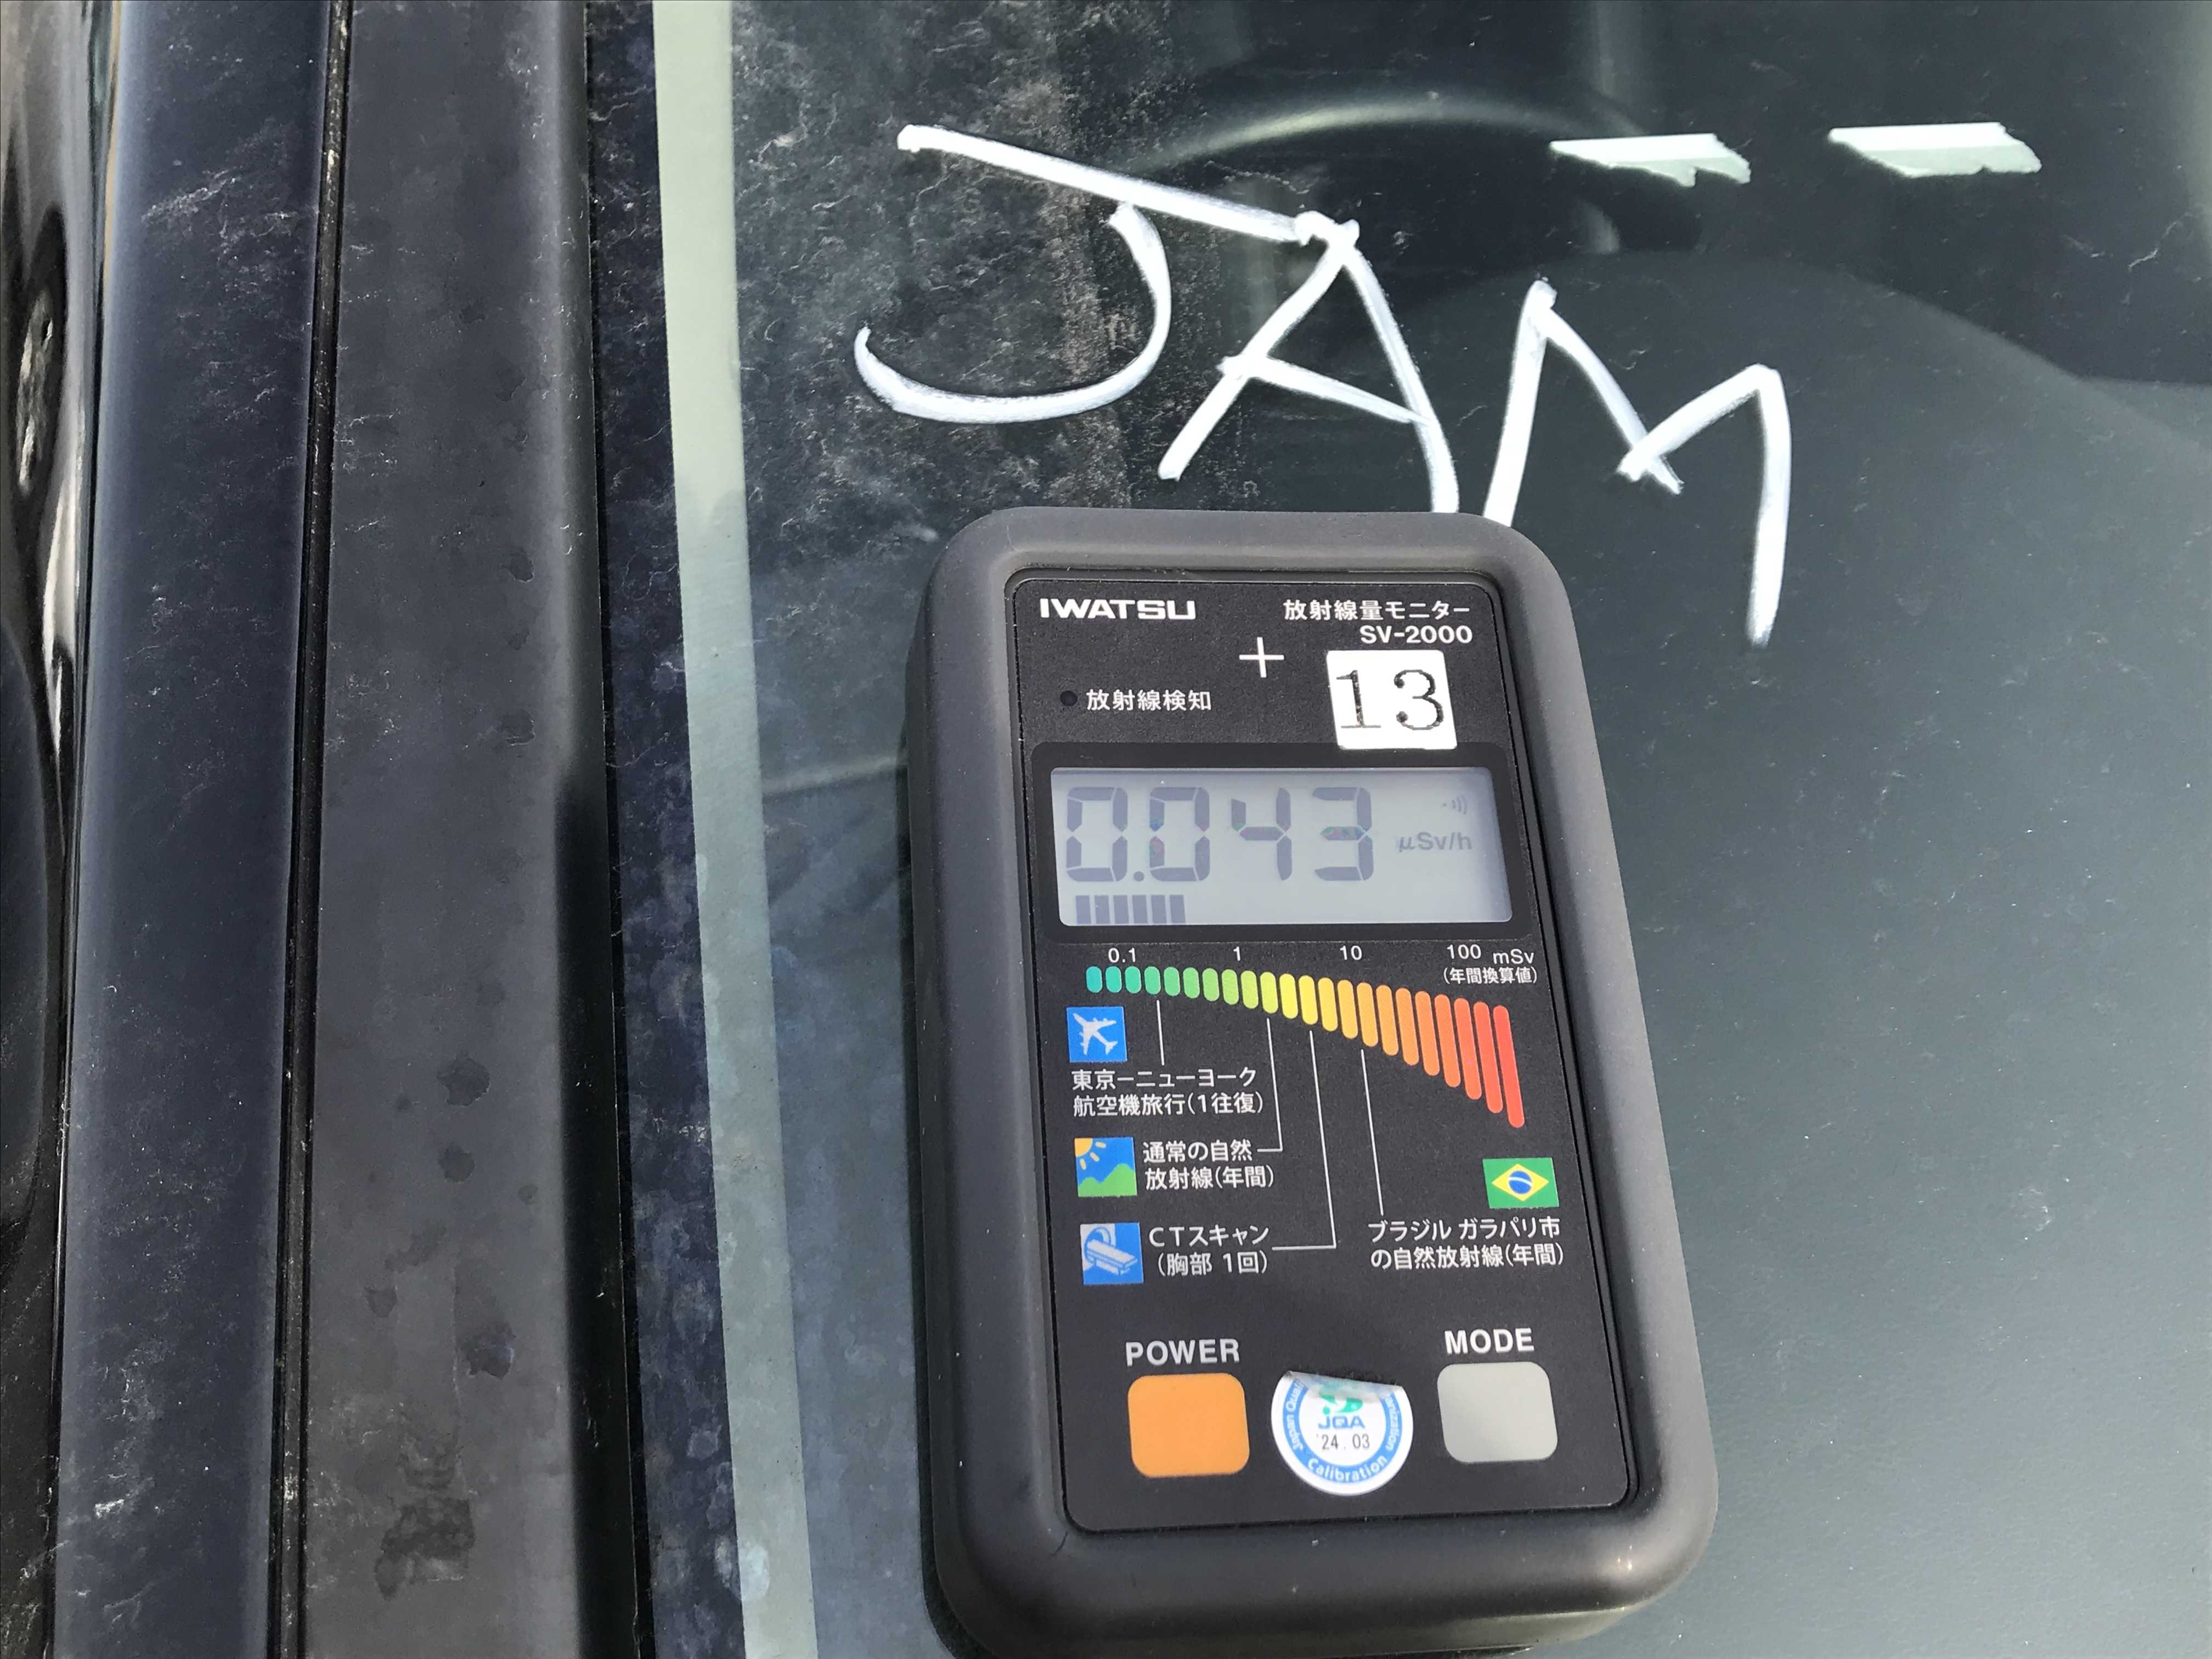 JAM
IWATSU
放射線量モニター
SV-2000
13
放射線検知
0.043
μSv/h
0.1 1 10 100 mSv
(年間換算値)
東京ーニューヨーク
航空機旅行(1往復)
通常の自然
放射線(年間)
CTスキャン
(胸部 1回)
ブラジル ガラパリ市
の自然放射線(年間)
POWER
MODE
JQA
'24.03
Calibration